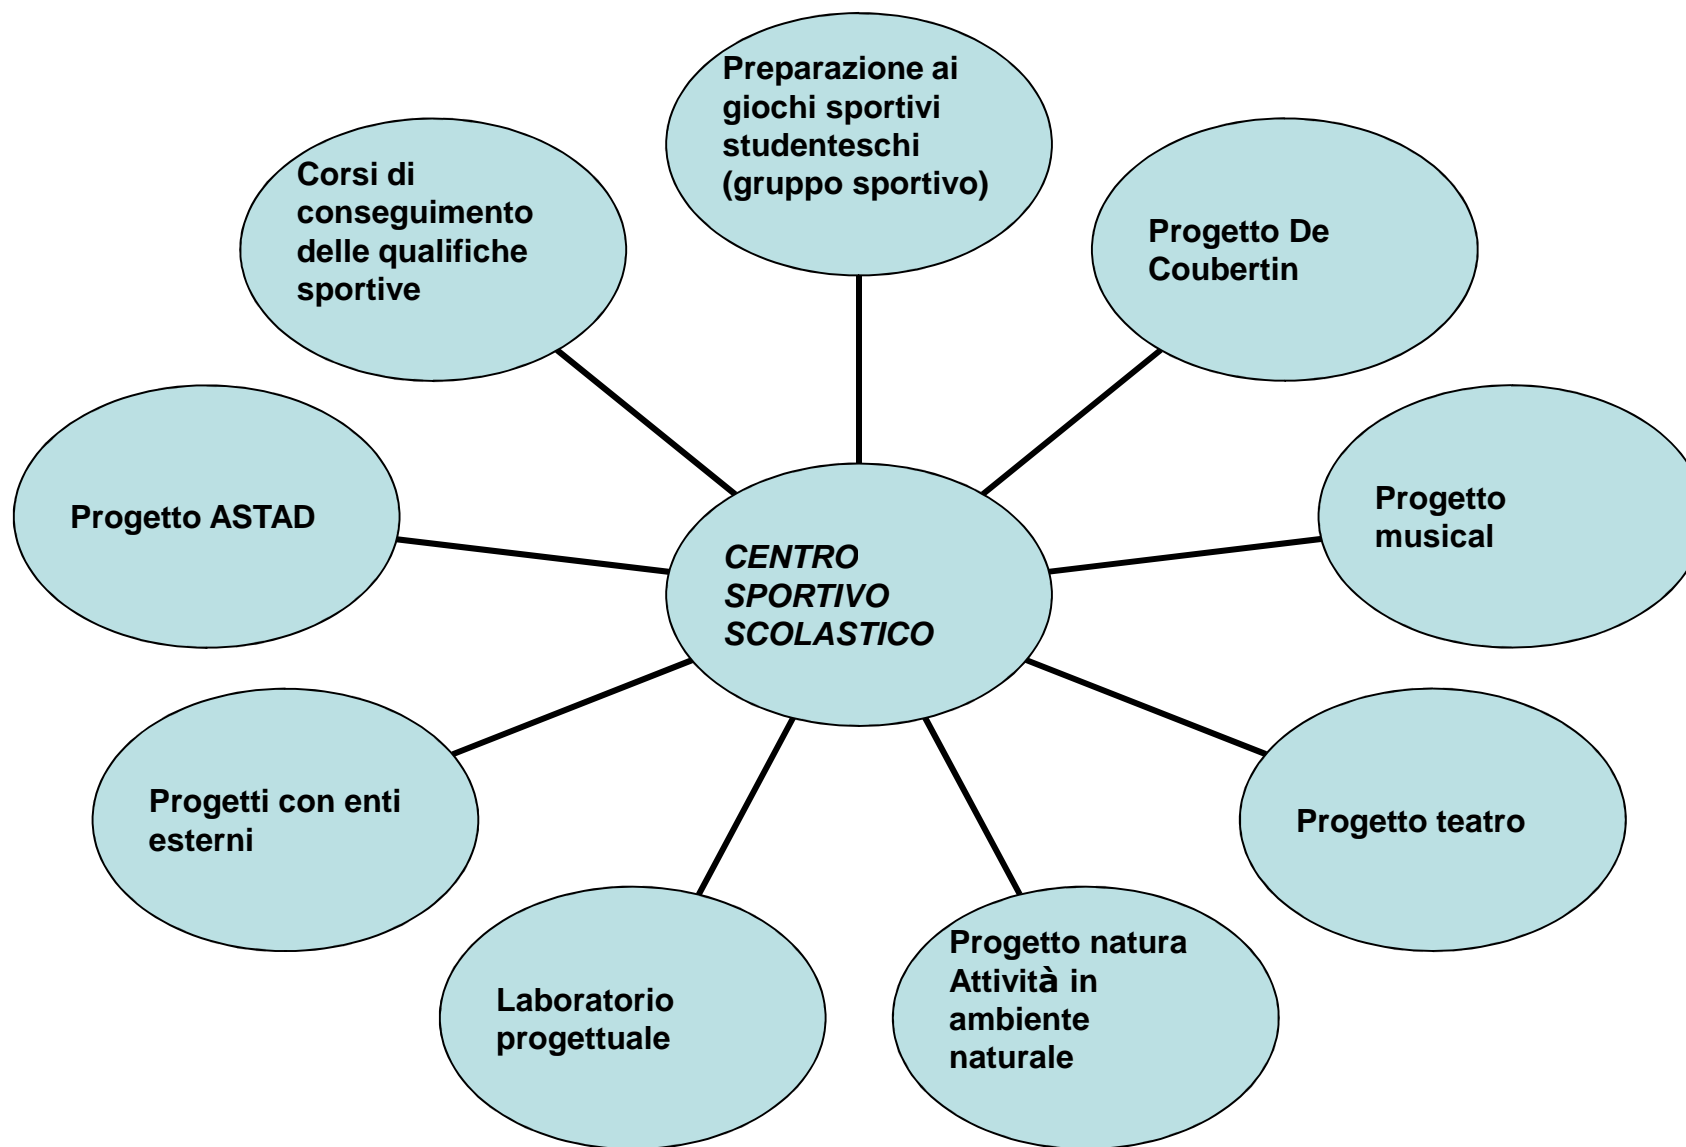 Preparazione ai
giochi sportivi
studenteschi
(gruppo sportivo)
Corsi di
conseguimento
delle qualifiche
sportive
Progetto De
Coubertin
Progetto ASTAD
Progetto
musical
CENTRO
SPORTIVO
SCOLASTICO
Progetti con enti
esterni
Progetto teatro
Laboratorio
progettuale
Progetto natura
Attività in
ambiente
naturale